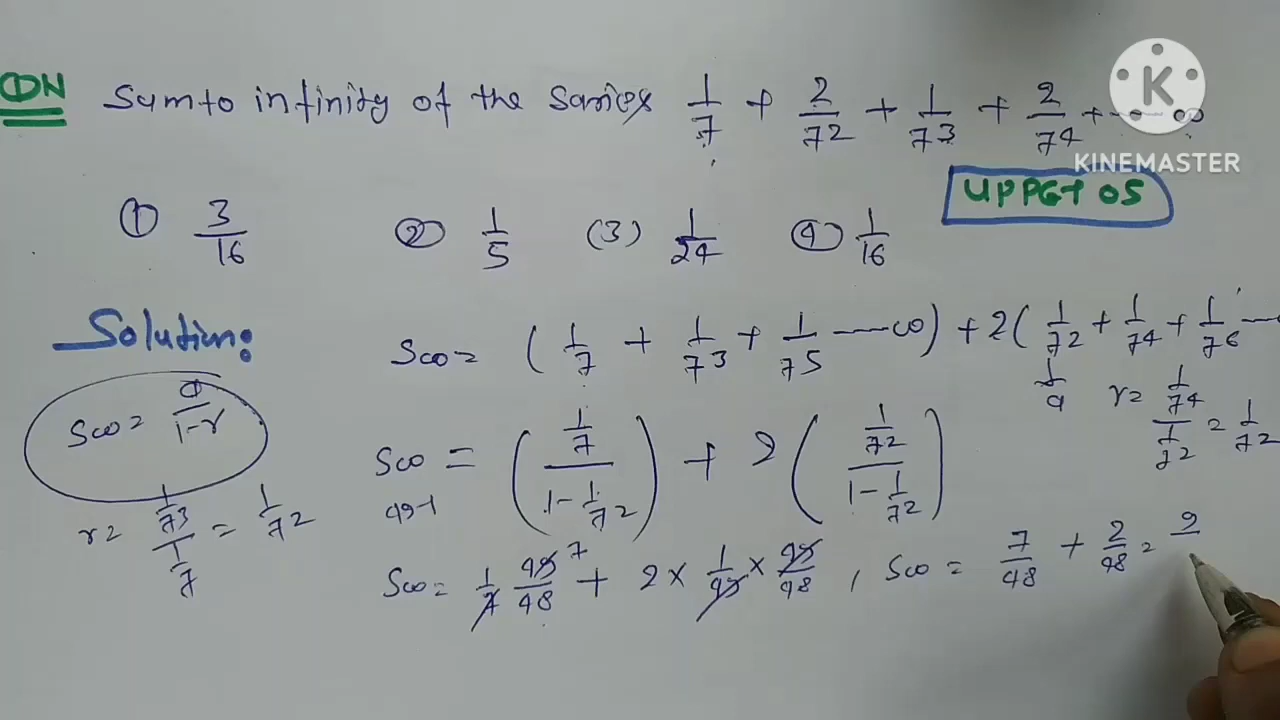 QN Sum to infinity of the Series 1/7 + 2/72 + 1/73 + 2/74 + --- ∞
K
KINEMASTER
UPPGT 05
(1) 3/16 (2) 1/5 (3) 1/24 (4) 1/16
Solution:
S∞ = (1/7 + 1/73 + 1/75 --- ∞) + 2(1/72 + 1/74 + 1/76 ---
S∞ = a/1-r
r = 1/74 / 1/72 = 1/72
S∞ = (1/7 / 1-1/72) + 2 (1/72 / 1-1/72)
r = 1/73 / 1/7 = 1/72
49-1
S∞ = 1/7 49/48 7 + 2 × 1/49 × 49/48 , S∞ = 7/48 + 2/48 = 9/